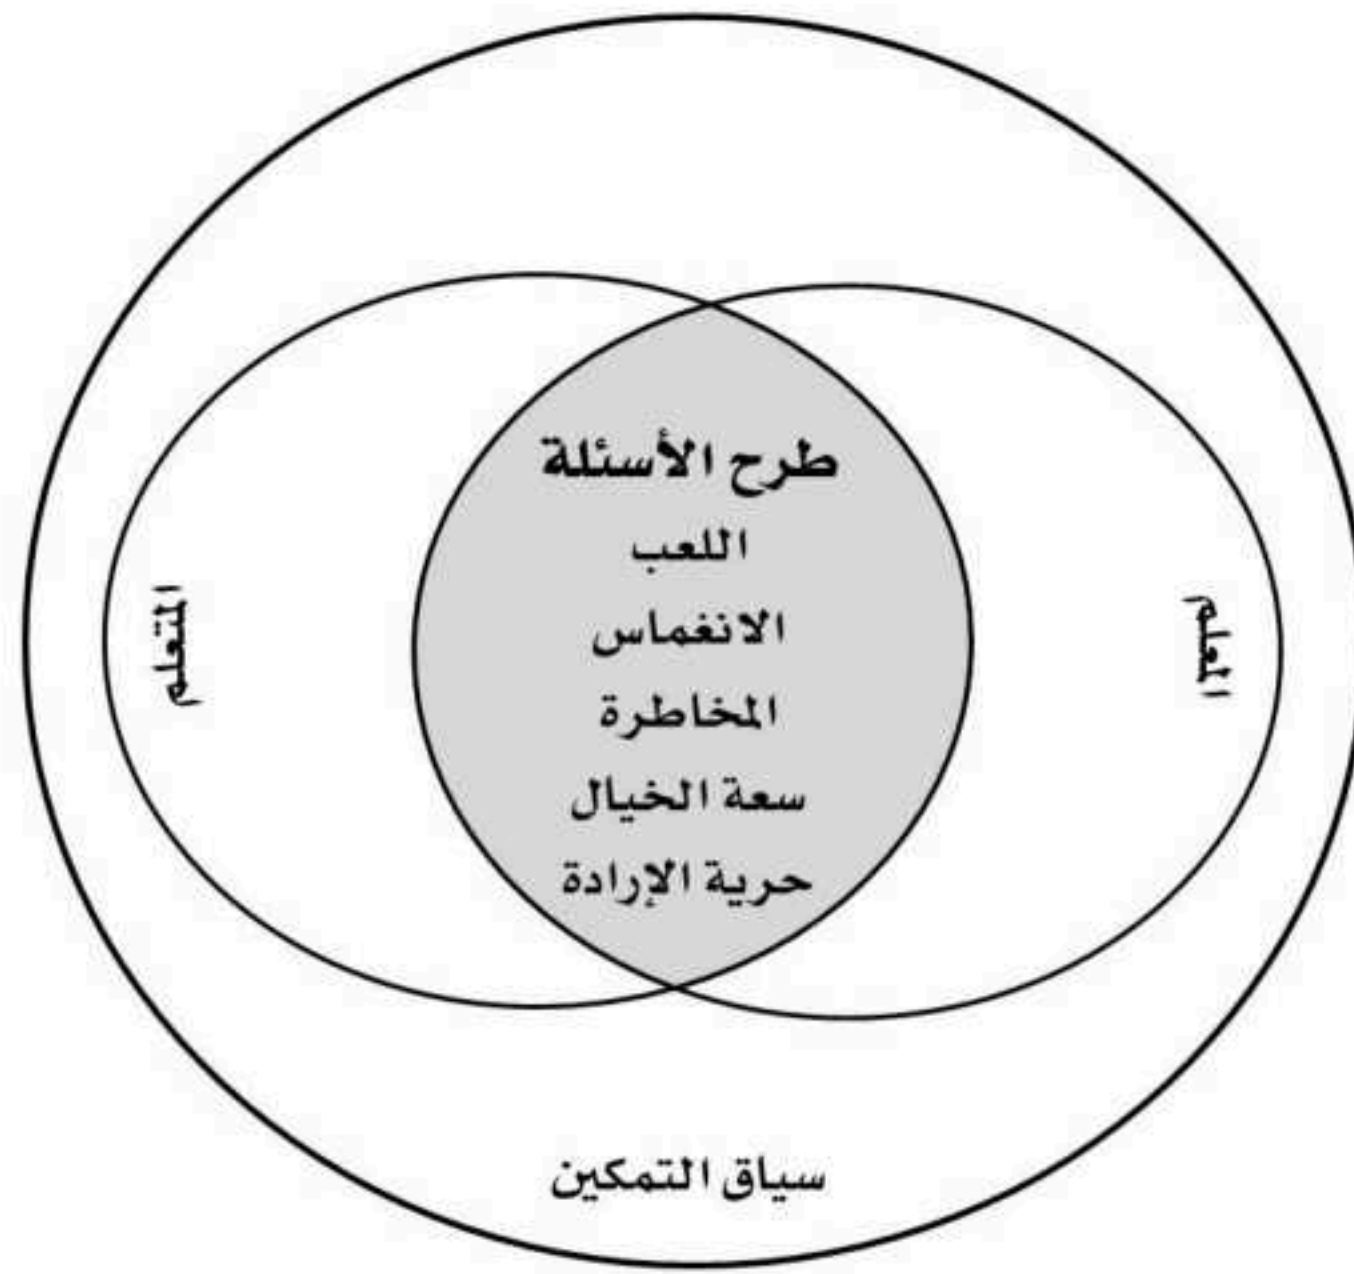 طرح الأسئلة
اللعب
الانغماس
المخاطرة
سعة الخيال
حرية الإرادة
المعلم
المتعلم
سياق التمكين